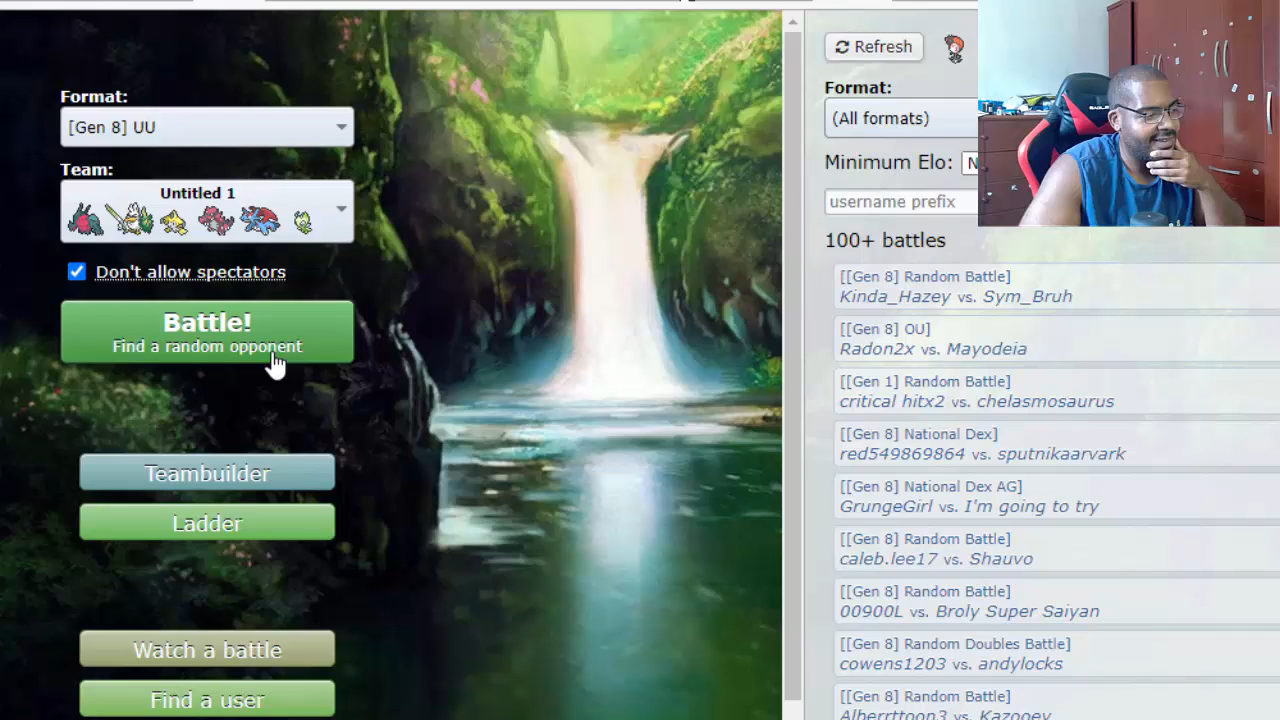 Format:
[Gen 8] UU
Team:
Untitled 1
Don't allow spectators
Battle!
Find a random opponent
Teambuilder
Ladder
Watch a battle
Find a user
Refresh
Format:
(All formats)
Minimum Elo:
username prefix
100+ battles
[[Gen 8] Random Battle]
Kinda_Hazey vs. Sym_Bruh
[[Gen 8] OU]
Radon2x vs. Mayodeia
[[Gen 1] Random Battle]
critical hitx2 vs. chelasmosaurus
[[Gen 8] National Dex]
red549869864 vs. sputnikaarvark
[[Gen 8] National Dex AG]
GrungeGirl vs. I'm going to try
[[Gen 8] Random Battle]
caleb.lee17 vs. Shauvo
[[Gen 8] Random Battle]
00900L vs. Broly Super Saiyan
[[Gen 8] Random Doubles Battle]
cowens1203 vs. andylocks
[[Gen 8] Random Battle]
Alberrttoon3 vs. Kazooey